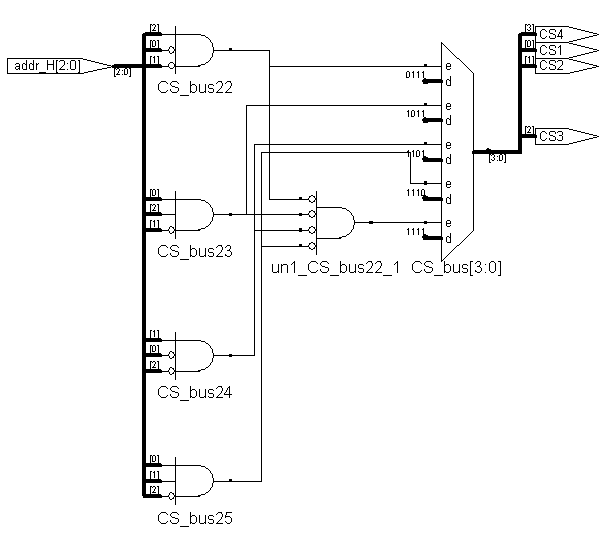 addr_H[2:0]
[2:0]
[2]
[0]
[1]
CS_bus22
[0]
[2]
[1]
CS_bus23
[1]
[0]
[2]
CS_bus24
[0]
[1]
[2]
CS_bus25
un1_CS_bus22_1
e
0111 d
e
1011 d
e
1101 d
e
1110 d
e
1111 d
CS_bus[3:0]
[3:0]
[3] CS4
[0] CS1
[1] CS2
[2] CS3